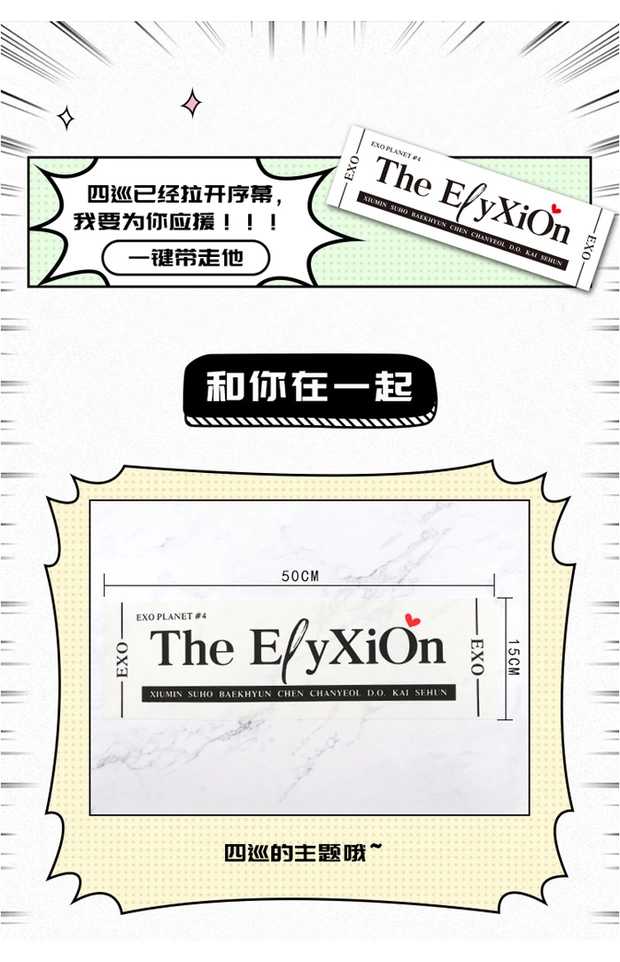 四巡已经拉开序幕，
我要为你应援！！！
一键带走他
EXO
EXO PLANET #4
The ElyXiOn
XIUMIN SUHO BAEKHYUN CHEN CHANYEOL D.O. KAI SEHUN
EXO
和你在一起
50CM
EXO
EXO PLANET #4
The ElyXiOn
XIUMIN SUHO BAEKHYUN CHEN CHANYEOL D.O. KAI SEHUN
EXO
15CM
四巡的主题哦~